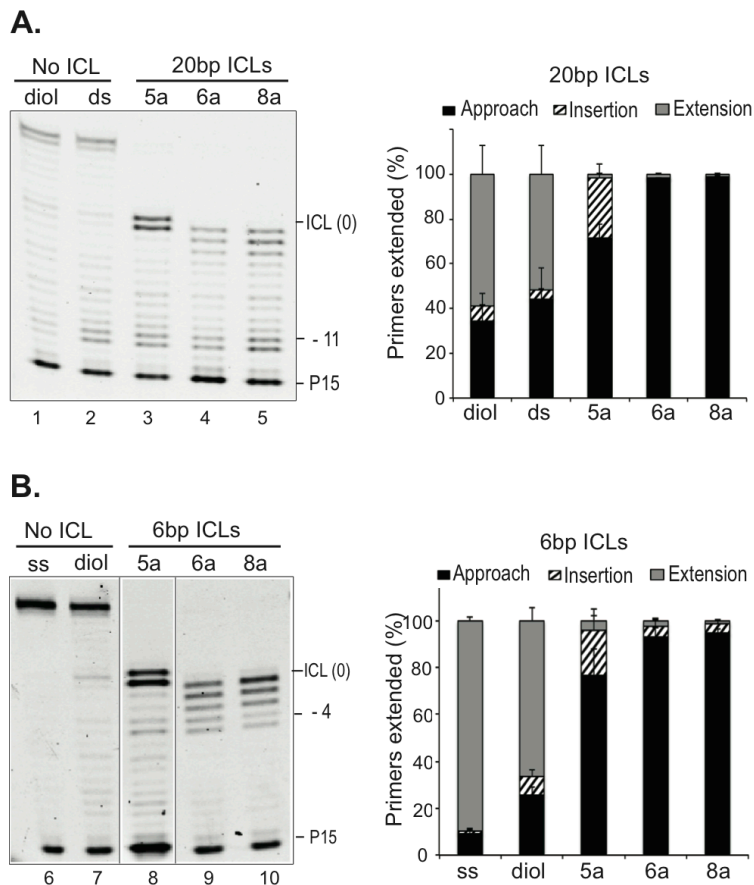 A.
No ICL 20bp ICLs
diol ds 5a 6a 8a
ICL (0)
- 11
P15
1 2 3 4 5
20bp ICLs
Approach Insertion Extension
Primers extended (%)
100
80
60
40
20
0
diol ds 5a 6a 8a
B.
No ICL 6bp ICLs
ss diol 5a 6a 8a
ICL (0)
- 4
P15
6 7 8 9 10
6bp ICLs
Approach Insertion Extension
Primers extended (%)
100
80
60
40
20
0
ss diol 5a 6a 8a